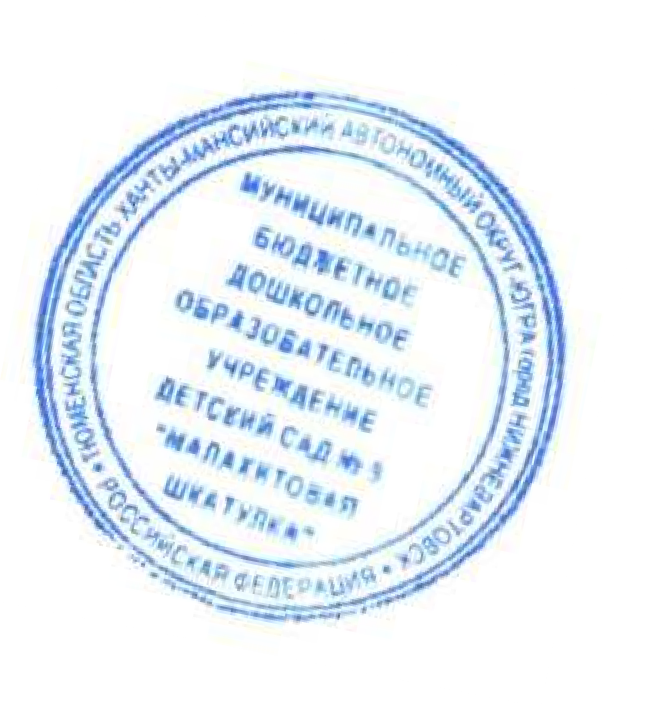 РОССИЙСКАЯ ФЕДЕРАЦИЯ • ТЮМЕНСКАЯ ОБЛАСТЬ ХАНТЫ-МАНСИЙСКИЙ АВТОНОМНЫЙ ОКРУГ-ЮГРА город НИЖНЕВАРТОВСК •
МУНИЦИПАЛЬНОЕ
БЮДЖЕТНОЕ
ДОШКОЛЬНОЕ
ОБРАЗОВАТЕЛЬНОЕ
УЧРЕЖДЕНИЕ
ДЕТСКИЙ САД № 5
"МАЛАХИТОВАЯ
ШКАТУЛКА"